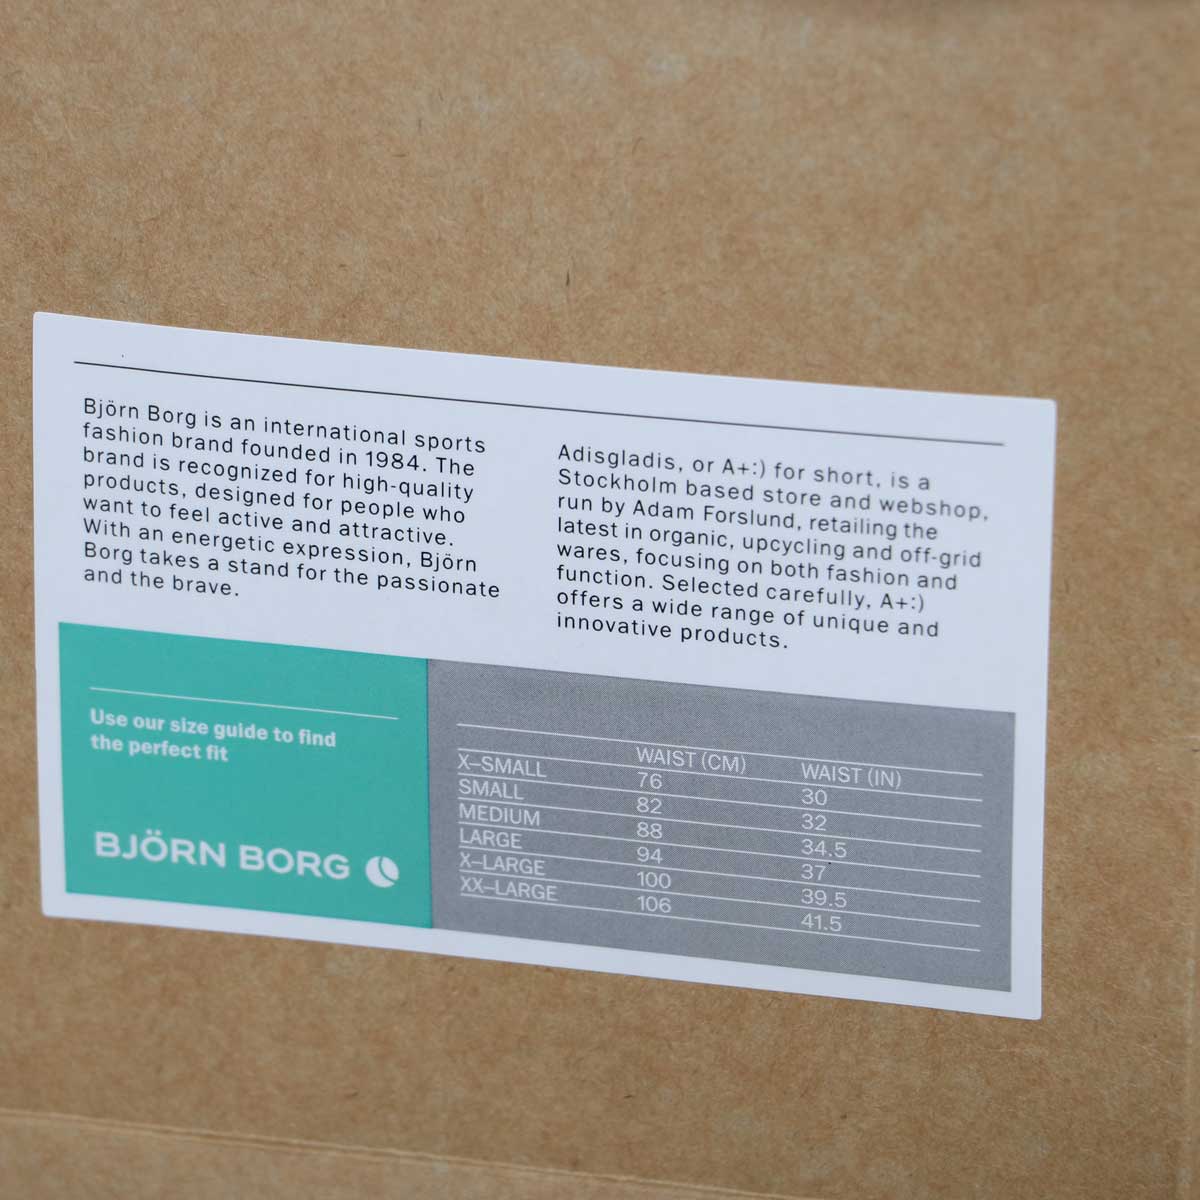 Björn Borg is an international sports
fashion brand founded in 1984. The
brand is recognized for high-quality
products, designed for people who
want to feel active and attractive.
With an energetic expression, Björn
Borg takes a stand for the passionate
and the brave.
Adisgladis, or A+:) for short, is a
Stockholm based store and webshop,
run by Adam Forslund, retailing the
latest in organic, upcycling and off-grid
wares, focusing on both fashion and
function. Selected carefully, A+:)
offers a wide range of unique and
innovative products.
Use our size guide to find
the perfect fit
BJÖRN BORG
WAIST (CM) WAIST (IN)
X–SMALL 76 30
SMALL 82 32
MEDIUM 88 34.5
LARGE 94 37
X–LARGE 100 39.5
XX–LARGE 106 41.5